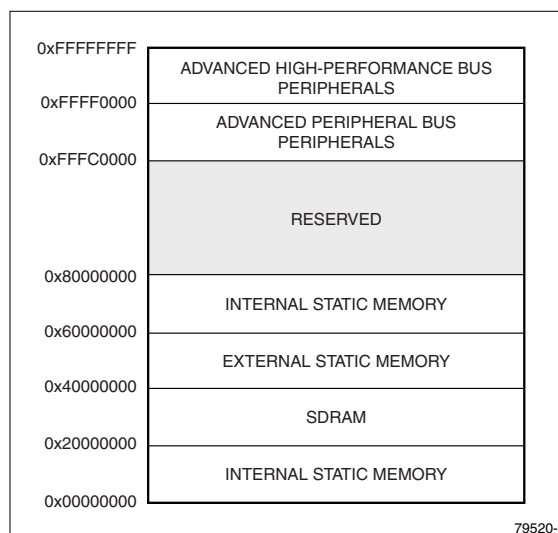 0xFFFFFFFF
ADVANCED HIGH-PERFORMANCE BUS
PERIPHERALS
0xFFFF0000
ADVANCED PERIPHERAL BUS
PERIPHERALS
0xFFFC0000
RESERVED
0x80000000
INTERNAL STATIC MEMORY
0x60000000
EXTERNAL STATIC MEMORY
0x40000000
SDRAM
0x20000000
INTERNAL STATIC MEMORY
0x00000000
79520-